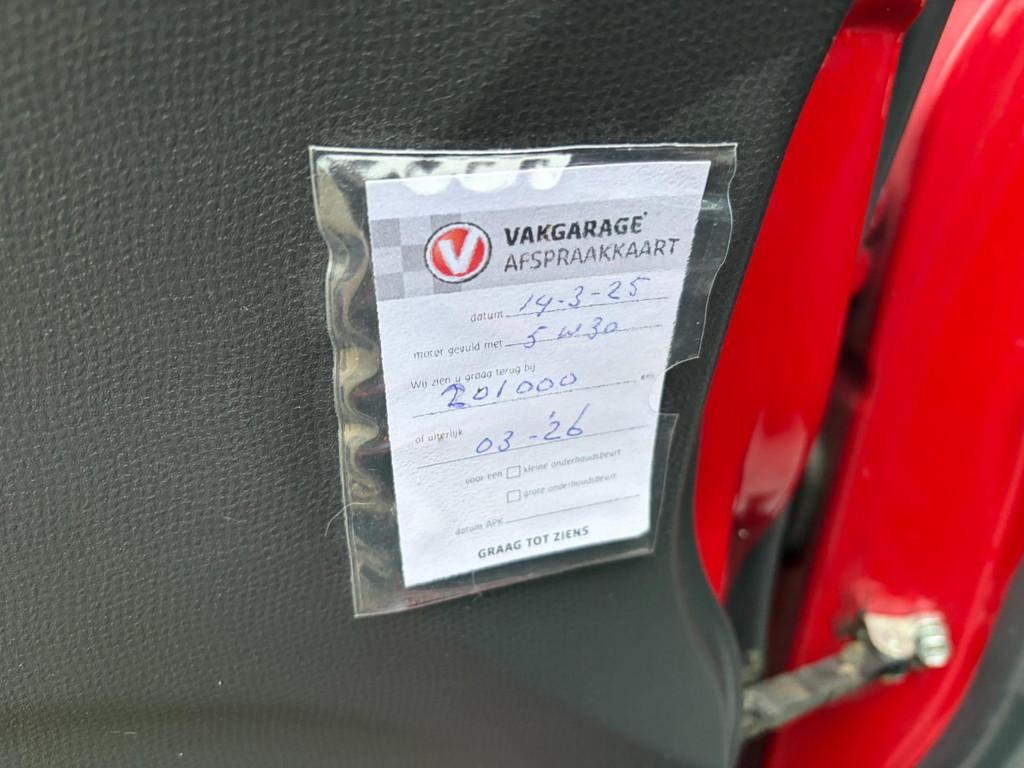 V VAKGARAGE
AFSPRAAKKAART
datum 14-3-25
motor gevuld met 5W30
Wij zien u graag terug bij
201000 km
of uiterlijk
03-'26
voor een kleine onderhoudsbeurt
grote onderhoudsbeurt
datum APK
GRAAG TOT ZIENS